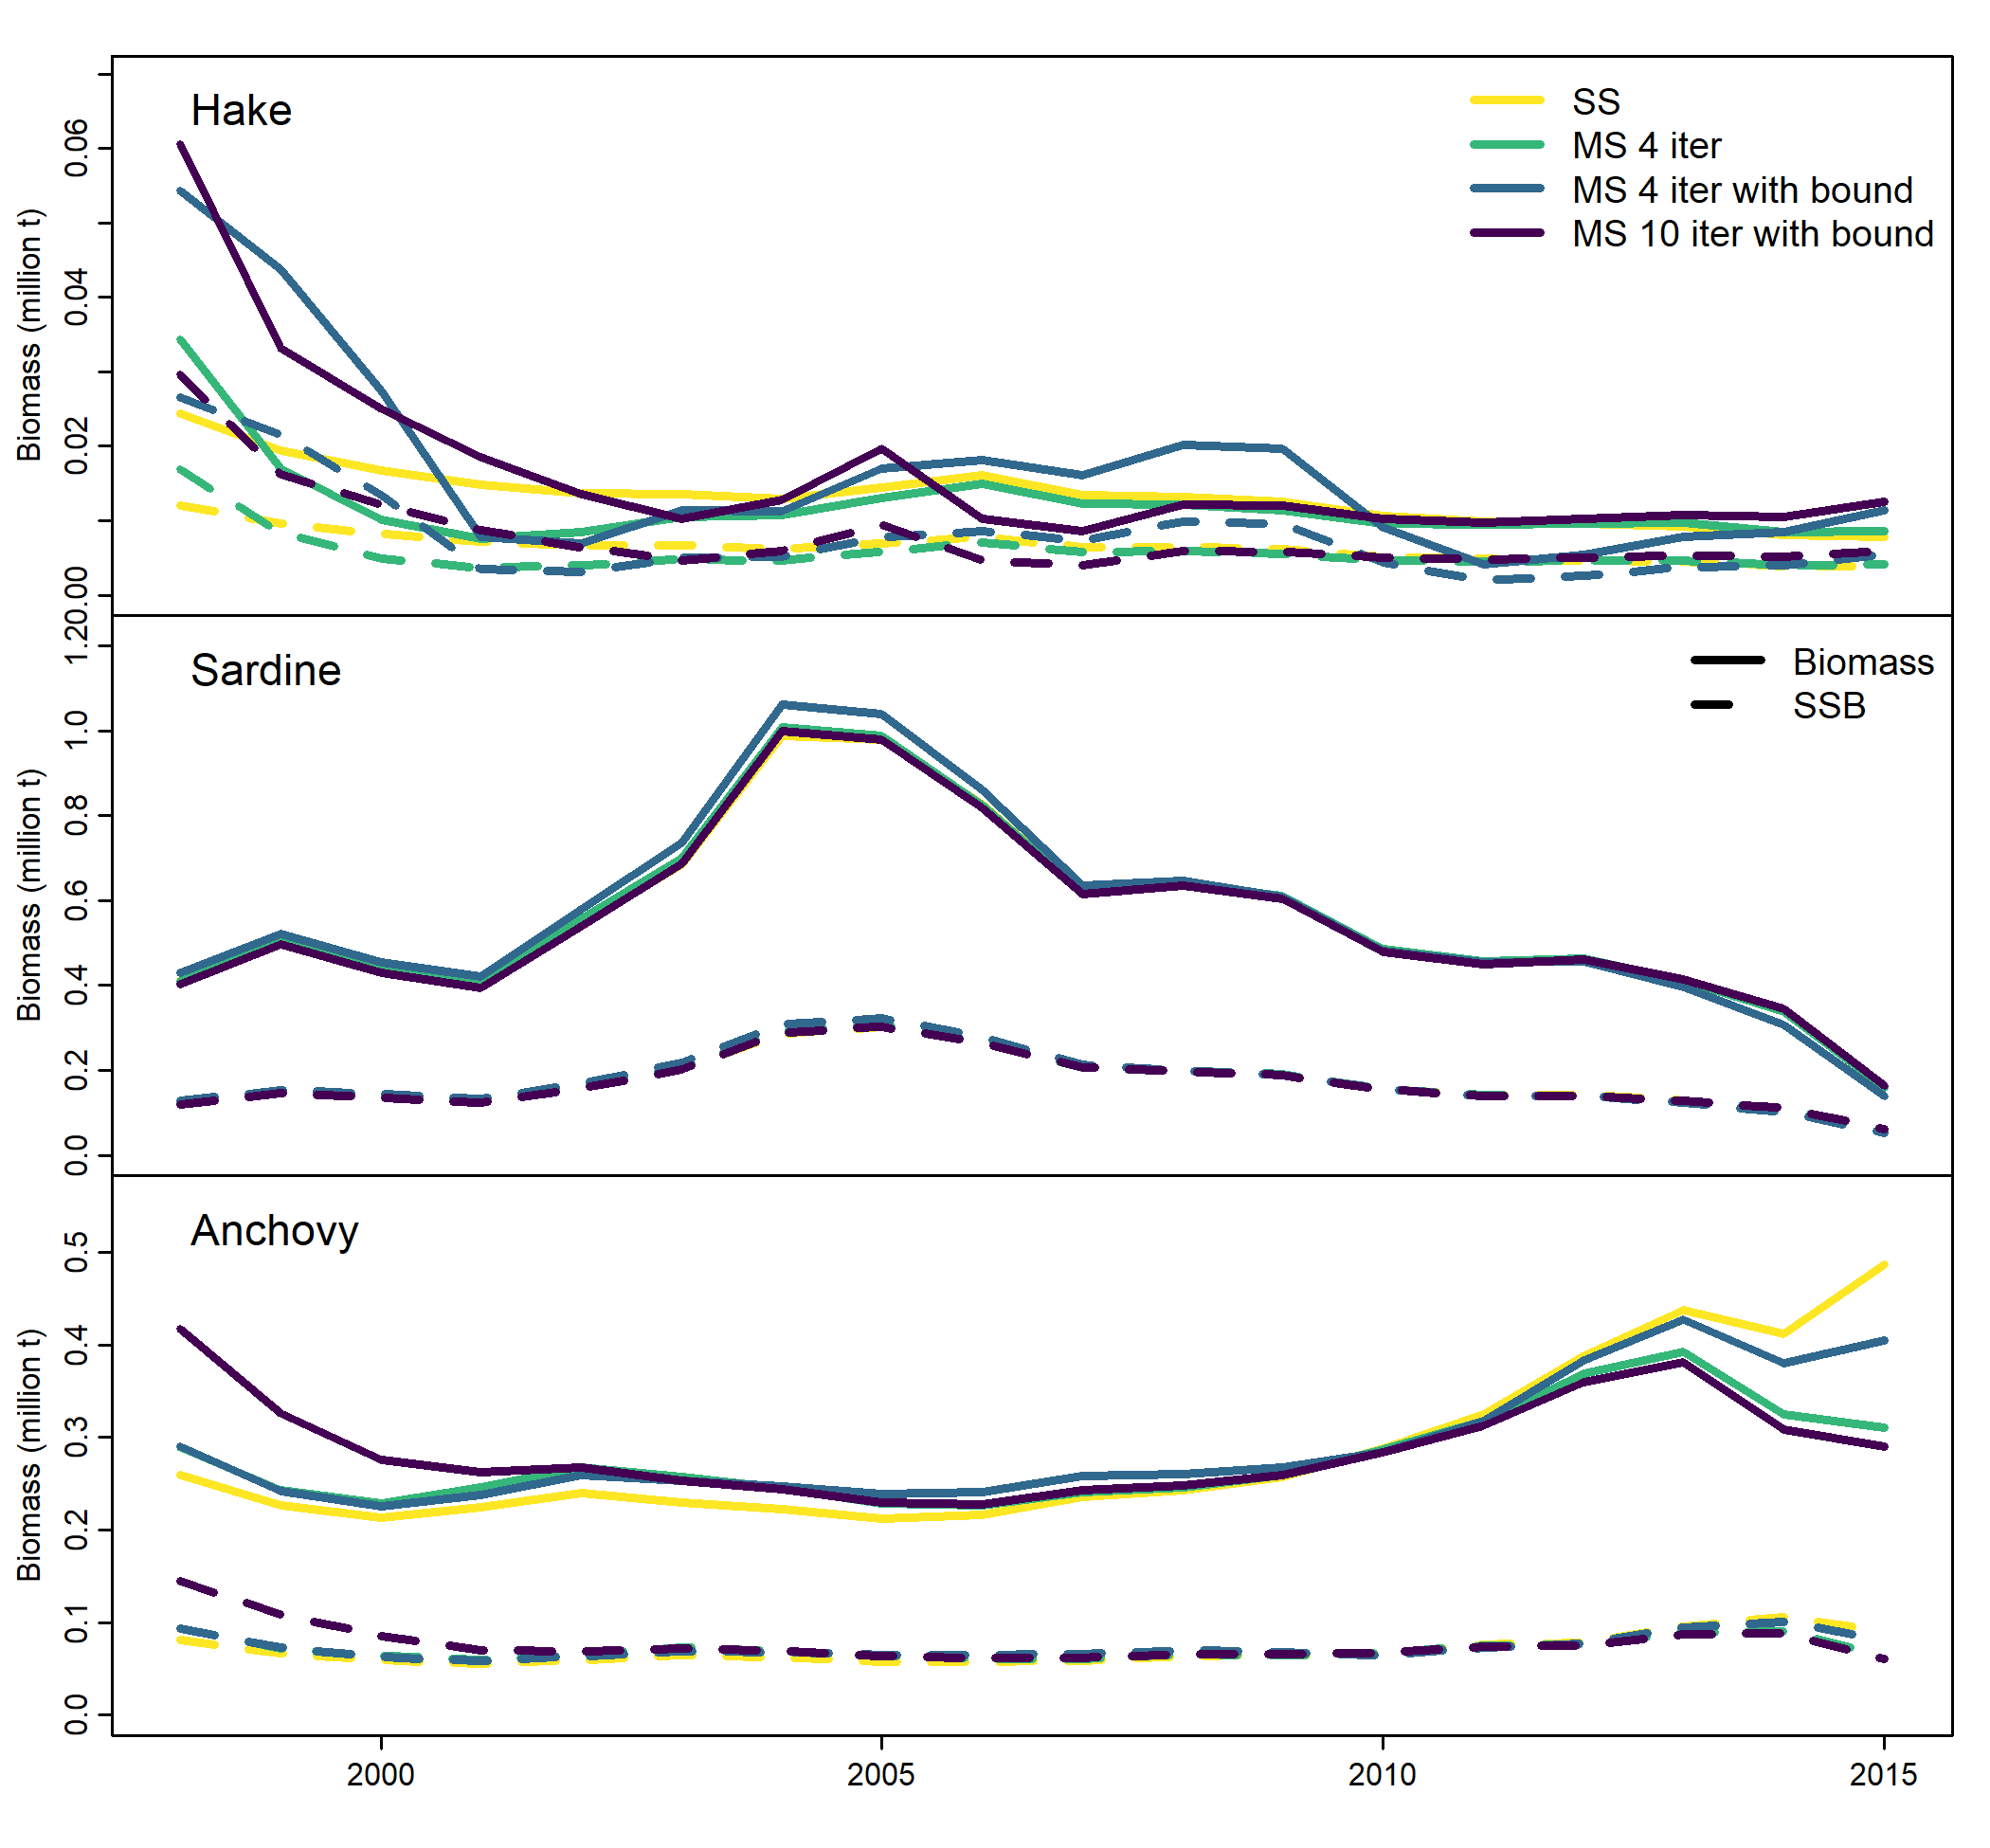 Hake
SS
MS 4 iter
MS 4 iter with bound
MS 10 iter with bound
Biomass (million t)
0.06
0.04
0.02
0.00
Sardine
Biomass
SSB
Biomass (million t)
1.2
1.0
0.8
0.6
0.4
0.2
0.0
Anchovy
Biomass (million t)
0.5
0.4
0.3
0.2
0.1
0.0
2000 2005 2010 2015